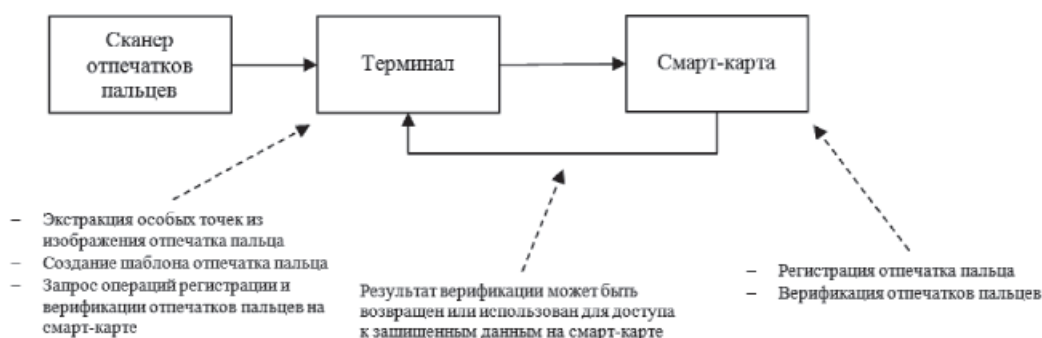 Сканер
отпечатков
пальцев
Терминал
Смарт-карта
– Экстракция особых точек из
изображения отпечатка пальца
– Создание шаблона отпечатка пальца
– Запрос операций регистрации и
верификации отпечатков пальцев на
смарт-карте
Результат верификации может быть
возвращен или использован для доступа
к защищенным данным на смарт-карте
– Регистрация отпечатка пальца
– Верификация отпечатков пальцев